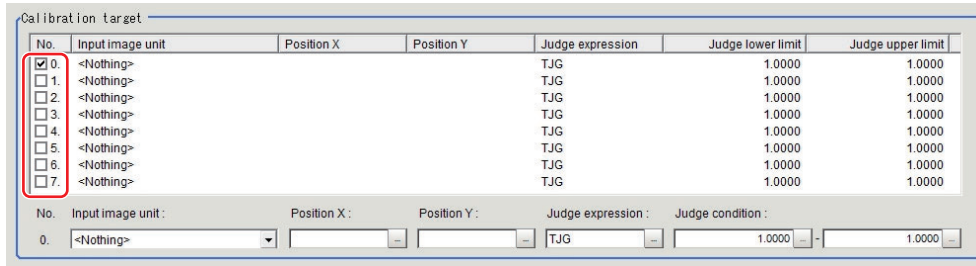 Calibration target
No. Input image unit Position X Position Y Judge expression Judge lower limit Judge upper limit
0. <Nothing> TJG 1.0000 1.0000
1. <Nothing> TJG 1.0000 1.0000
2. <Nothing> TJG 1.0000 1.0000
3. <Nothing> TJG 1.0000 1.0000
4. <Nothing> TJG 1.0000 1.0000
5. <Nothing> TJG 1.0000 1.0000
6. <Nothing> TJG 1.0000 1.0000
7. <Nothing> TJG 1.0000 1.0000
No. Input image unit : Position X : Position Y : Judge expression : Judge condition :
0. <Nothing> ... ... TJG ... 1.0000 ... - 1.0000 ...